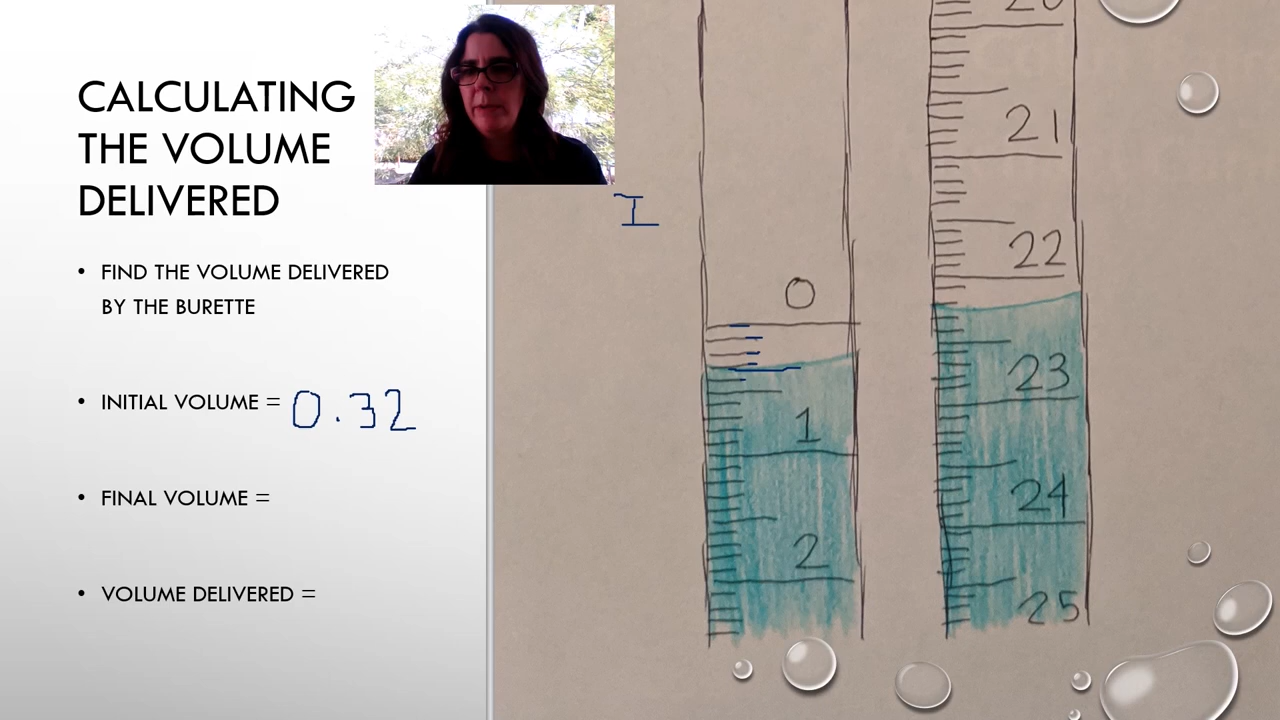 CALCULATING
THE VOLUME
DELIVERED
• FIND THE VOLUME DELIVERED
BY THE BURETTE
• INITIAL VOLUME = 0.32
• FINAL VOLUME =
• VOLUME DELIVERED =
I
0
1
2
20
21
22
23
24
25